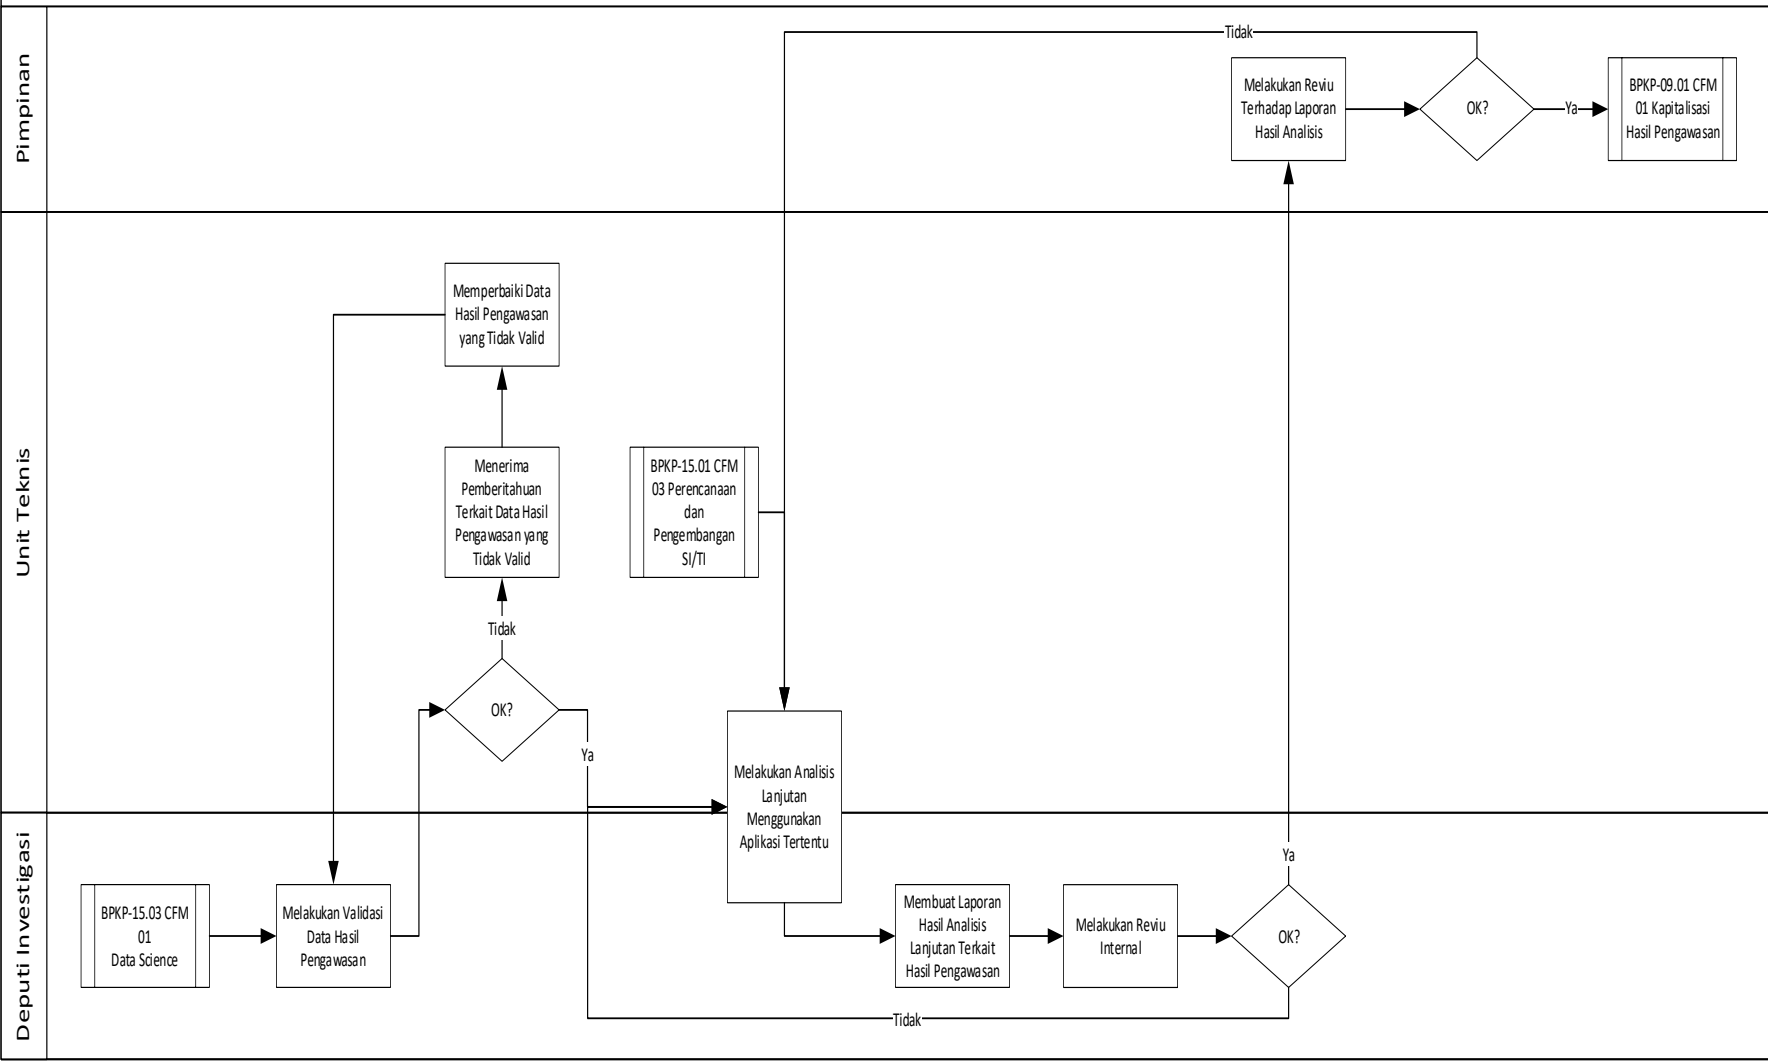 Pimpinan
Tidak
Melakukan Reviu
Terhadap Laporan
Hasil Analisis
OK?
Ya
BPKP-09.01 CFM
01 Kapitalisasi
Hasil Pengawasan
Unit Teknis
Memperbaiki Data
Hasil Pengawasan
yang Tidak Valid
Menerima
Pemberitahuan
Terkait Data Hasil
Pengawasan yang
Tidak Valid
BPKP-15.01 CFM
03 Perencanaan
dan
Pengembangan
SI/TI
Tidak
OK?
Ya
Melakukan Analisis
Lanjutan
Menggunakan
Aplikasi Tertentu
Deputi Investigasi
BPKP-15.03 CFM
01
Data Science
Melakukan Validasi
Data Hasil
Pengawasan
Membuat Laporan
Hasil Analisis
Lanjutan Terkait
Hasil Pengawasan
Melakukan Reviu
Internal
Ya
OK?
Tidak